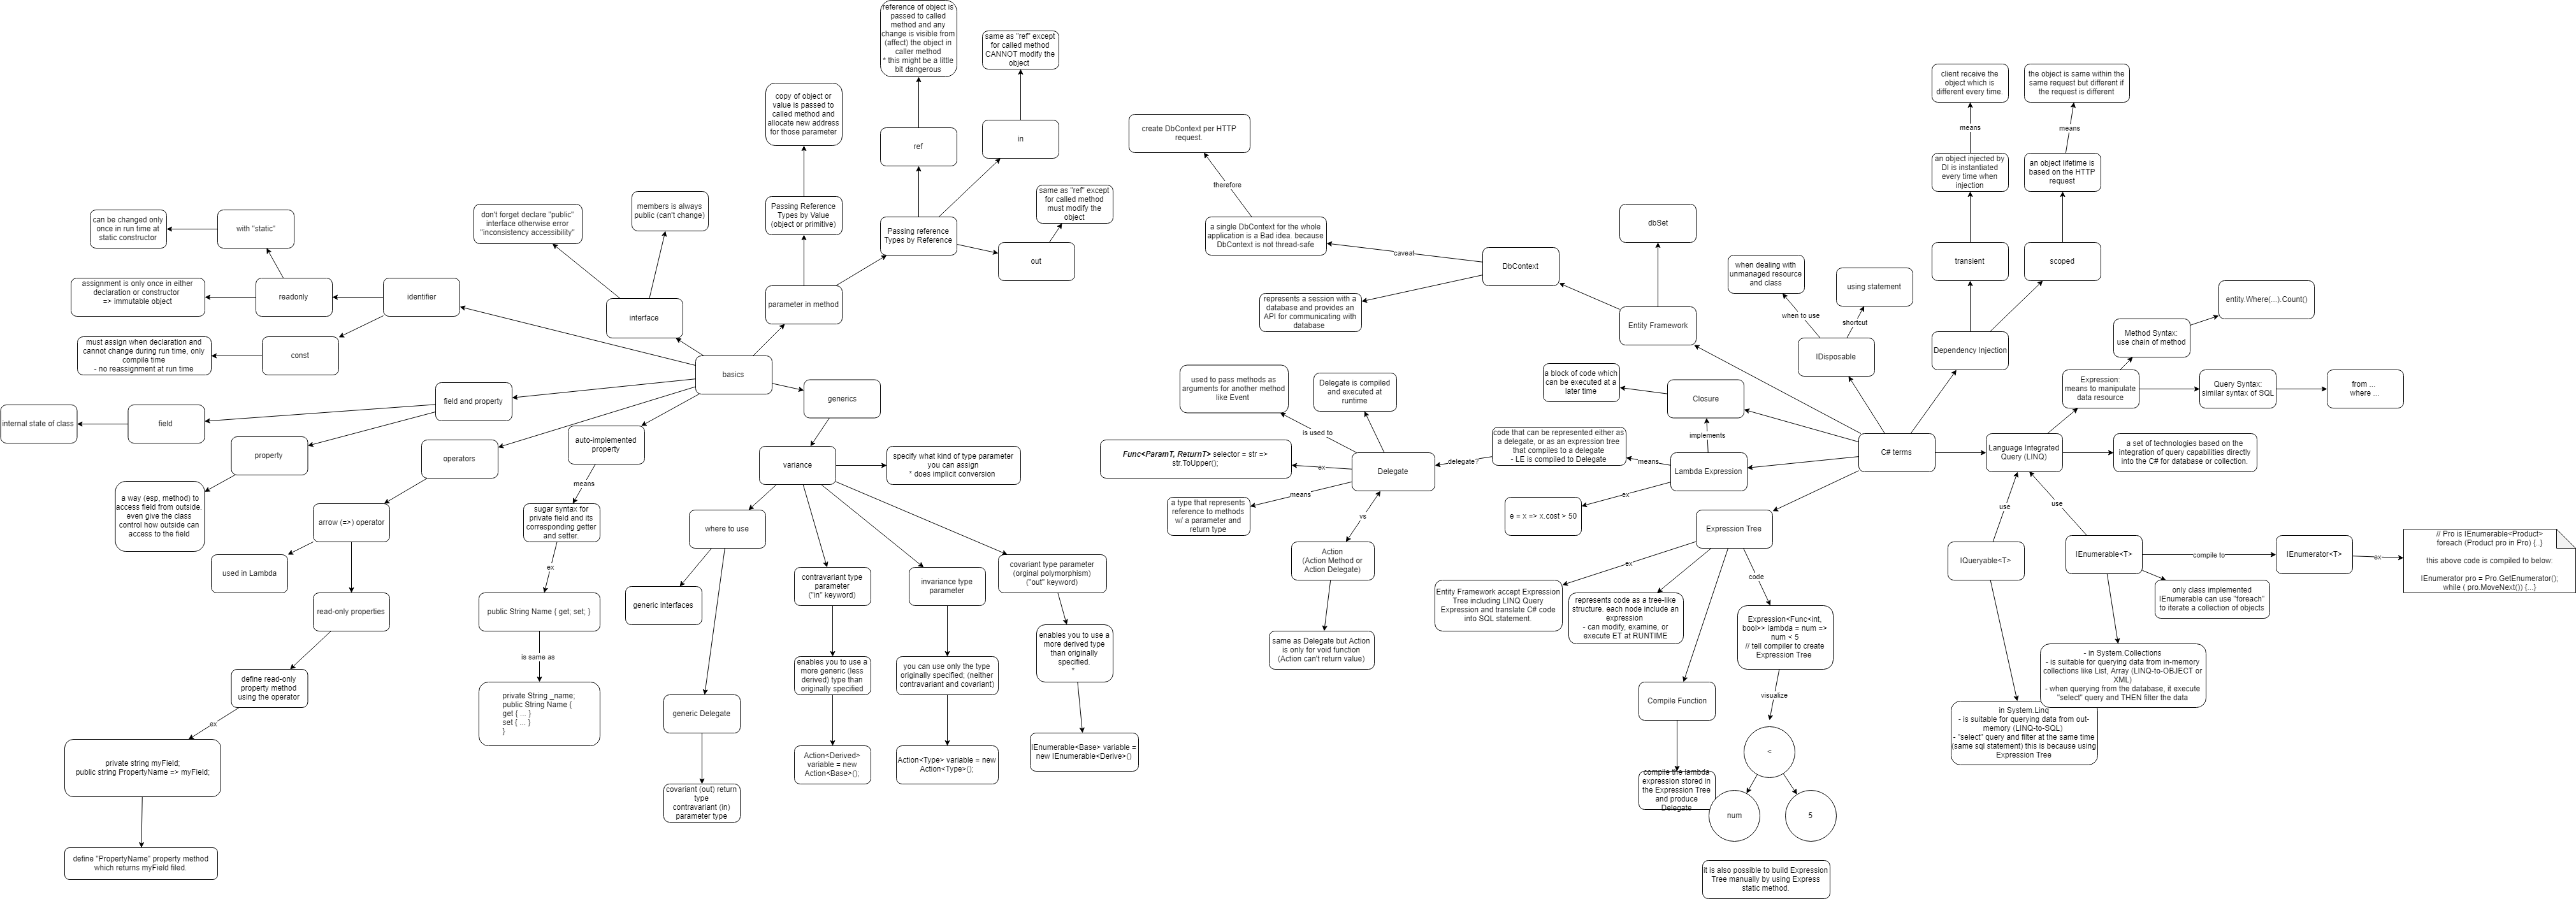 reference of object is
passed to called
method and any
change is visible from
(affect) the object in
caller method
* this might be a little
bit dangerous
same as "ref" except
for called method
CANNOT modify the
object
copy of object or
value is passed to
called method and
allocate new address
for those parameter
ref
in
same as "ref" except
for called method
must modify the
object
Passing Reference
Types by Value
(object or primitive)
Passing reference
Types by Reference
out
parameter in method
members is always
public (can't change)
don't forget declare "public"
interface otherwise error
"inconsistency accessibility"
interface
can be changed only
once in run time at
static constructor
with "static"
assignment is only once in either
declaration or constructor
=> immutable object
readonly
identifier
must assign when declaration and
cannot change during run time, only
compile time
- no reassignment at run time
const
basics
field and property
internal state of class
field
property
a way (esp, method) to
access field from outside.
even give the class
control how outside can
access to the field
operators
arrow (=>) operator
used in Lambda
read-only properties
define read-only
property method
using the operator
ex
private string myField;
public string PropertyName => myField;
define "PropertyName" property method
which returns myField filed.
auto-implemented
property
means
sugar syntax for
private field and its
corresponding getter
and setter.
ex
public String Name { get; set; }
is same as
private String _name;
public String Name {
get { ... }
set { ... }
}
generics
variance
specify what kind of type parameter
you can assign
* does implicit conversion
where to use
generic interfaces
generic Delegate
covariant (out) return
type
contravariant (in)
parameter type
contravariant type
parameter
("in" keyword)
enables you to use a
more generic (less
derived) type than
originally specified
Action<Derived>
variable = new
Action<Base>();
invariance type
parameter
you can use only the type
originally specified; (neither
contravariant and covariant)
Action<Type> variable = new
Action<Type>();
covariant type parameter
(orginal polymorphism)
("out" keyword)
enables you to use a
more derived type
than originally
specified.
*
IEnumerable<Base> variable =
new IEnumerable<Derive>()
create DbContext per HTTP
request.
therefore
a single DbContext for the whole
application is a Bad idea. because
DbContext is not thread-safe
caveat
DbContext
represents a session with a
database and provides an
API for communicating with
database
dbSet
Entity Framework
client receive the
object which is
different every time.
means
an object injected by
DI is instantiated
every time when
injection
transient
the object is same within the
same request but different if
the request is different
means
an object lifetime is
based on the HTTP
request
scoped
Dependency Injection
when dealing with
unmanaged resource
and class
when to use
using statement
shortcut
IDisposable
C# terms
a block of code which
can be executed at a
later time
Closure
implements
Lambda Expression
means
code that can be represented either as
a delegate, or as an expression tree
that compiles to a delegate
- LE is compiled to Delegate
delegate?
ex
e = x => x.cost > 50
used to pass methods as
arguments for another method
like Event
is used to
Delegate is compiled
and executed at
runtime
Delegate
ex
Func<ParamT, ReturnT> selector = str =>
str.ToUpper();
means
a type that represents
reference to methods
w/ a parameter and
return type
vs
Action
(Action Method or
Action Delegate)
same as Delegate but Action
is only for void function
(Action can't return value)
Expression Tree
ex
Entity Framework accept Expression
Tree including LINQ Query
Expression and translate C# code
into SQL statement.
represents code as a tree-like
structure. each node include an
expression
- can modify, examine, or
execute ET at RUNTIME
Compile Function
compile the lambda
expression stored in
the Expression Tree
and produce
Delegate
code
Expression<Func<int,
bool>> lambda = num =>
num < 5
// tell compiler to create
Expression Tree
visualize
<
num
5
it is also possible to build Expression
Tree manually by using Express
static method.
Language Integrated
Query (LINQ)
a set of technologies based on the
integration of query capabilities directly
into the C# for database or collection.
Expression:
means to manipulate
data resource
Method Syntax:
use chain of method
entity.Where(...).Count()
Query Syntax:
similar syntax of SQL
from ...
where ...
use
use
IQueryable<T>
in System.Linq
- is suitable for querying data from out-
memory (LINQ-to-SQL)
- "select" query and filter at the same time
(same sql statement) this is because using
Expression Tree
IEnumerable<T>
compile to
IEnumerator<T>
ex
// Pro is IEnumerable<Product>
foreach (Product pro in Pro) {..}
this above code is compiled to below:
IEnumerator pro = Pro.GetEnumerator();
while ( pro.MoveNext()) {...}
only class implemented
IEnumerable can use "foreach"
to iterate a collection of objects
- in System.Collections
- is suitable for querying data from in-memory
collections like List, Array (LINQ-to-OBJECT or
XML)
- when querying from the database, it execute
"select" query and THEN filter the data